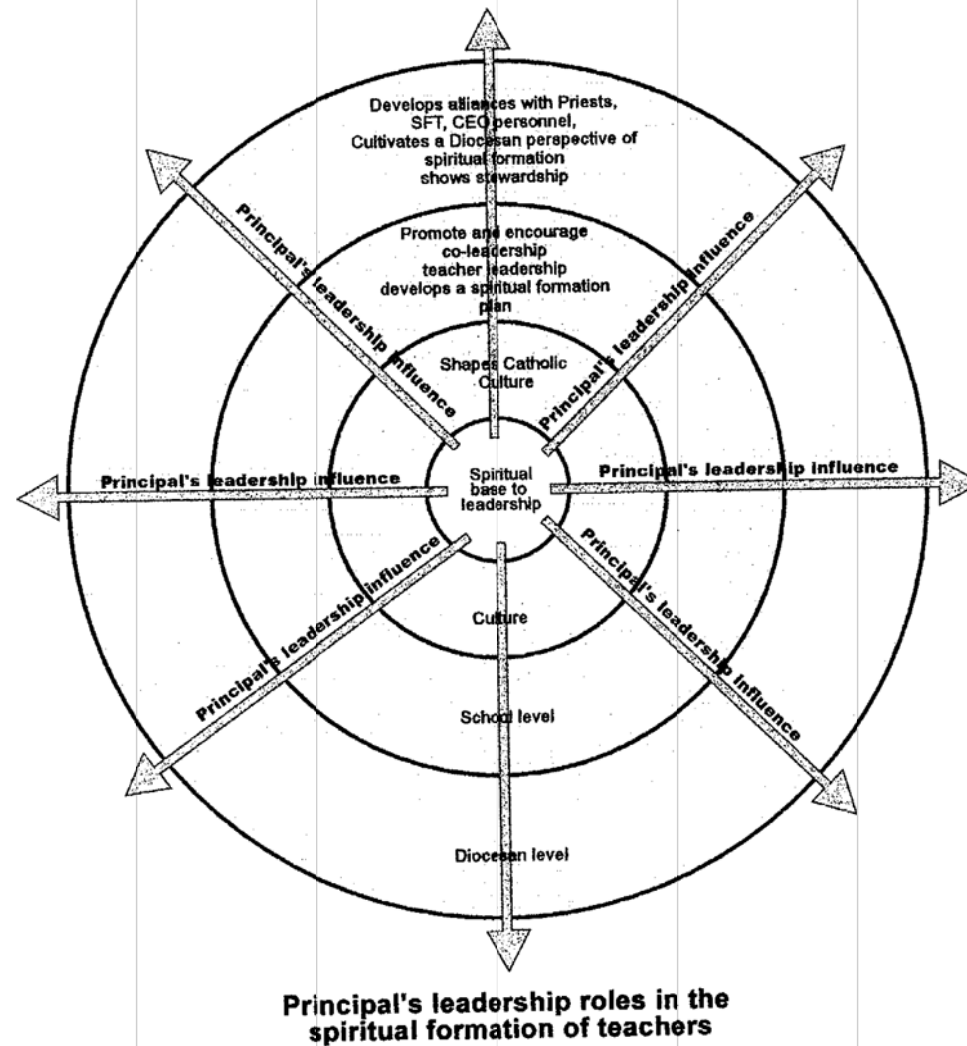 Develops alliances with Priests,
SFT, CEO personnel,
Cultivates a Diocesan perspective of
spiritual formation
shows stewardship
Promote and encourage
co-leadership
teacher leadership
develops a spiritual formation
plan
Shapes Catholic
Culture
Principal's leadership influence
Principal's leadership influence
Principal's leadership influence
Spiritual
base to
leadership
Principal's leadership influence
Principal's leadership influence
Principal's leadership influence
Culture
School level
Diocesan level
Principal's leadership roles in the
spiritual formation of teachers